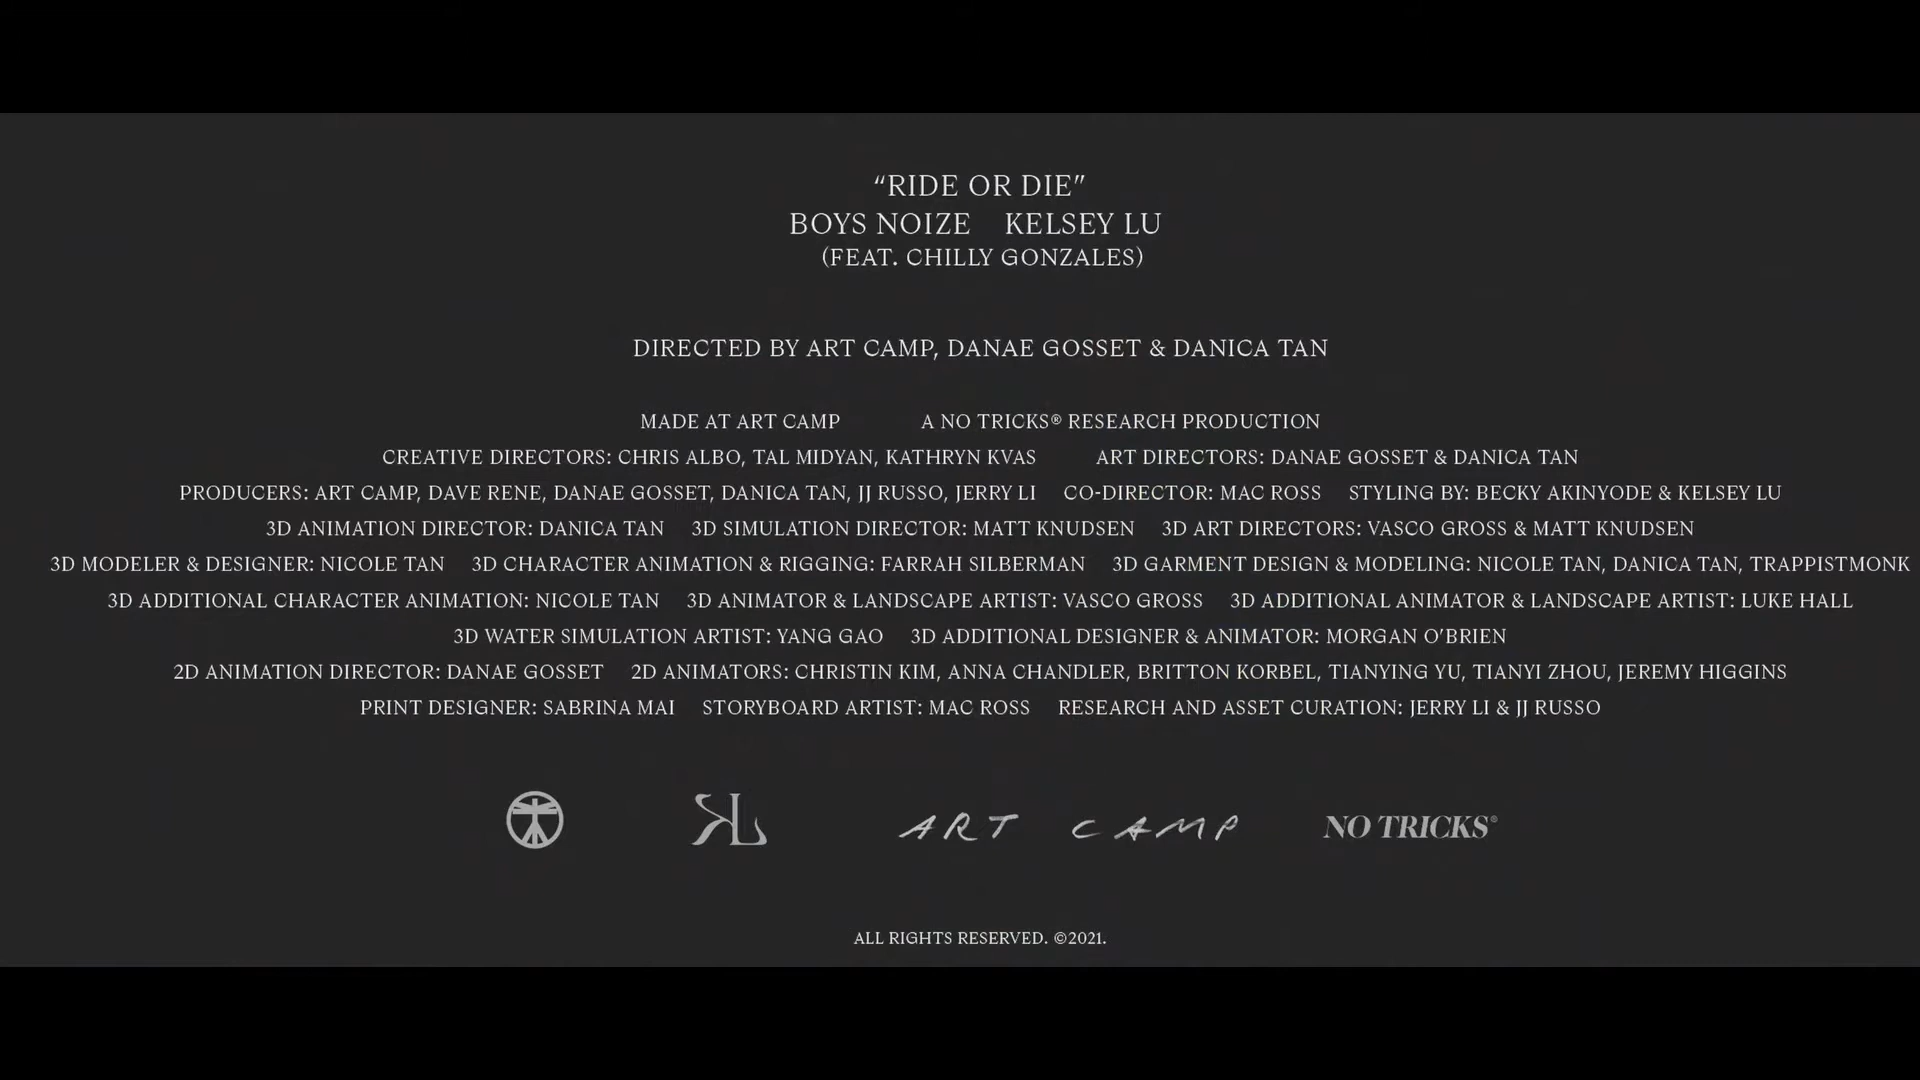 “RIDE OR DIE”
BOYS NOIZE KELSEY LU
(FEAT. CHILLY GONZALES)
DIRECTED BY ART CAMP, DANAE GOSSET & DANICA TAN
MADE AT ART CAMP A NO TRICKS® RESEARCH PRODUCTION
CREATIVE DIRECTORS: CHRIS ALBO, TAL MIDYAN, KATHRYN KVAS ART DIRECTORS: DANAE GOSSET & DANICA TAN
PRODUCERS: ART CAMP, DAVE RENE, DANAE GOSSET, DANICA TAN, JJ RUSSO, JERRY LI CO-DIRECTOR: MAC ROSS STYLING BY: BECKY AKINYODE & KELSEY LU
3D ANIMATION DIRECTOR: DANICA TAN 3D SIMULATION DIRECTOR: MATT KNUDSEN 3D ART DIRECTORS: VASCO GROSS & MATT KNUDSEN
3D MODELER & DESIGNER: NICOLE TAN 3D CHARACTER ANIMATION & RIGGING: FARRAH SILBERMAN 3D GARMENT DESIGN & MODELING: NICOLE TAN, DANICA TAN, TRAPPISTMONK
3D ADDITIONAL CHARACTER ANIMATION: NICOLE TAN 3D ANIMATOR & LANDSCAPE ARTIST: VASCO GROSS 3D ADDITIONAL ANIMATOR & LANDSCAPE ARTIST: LUKE HALL
3D WATER SIMULATION ARTIST: YANG GAO 3D ADDITIONAL DESIGNER & ANIMATOR: MORGAN O’BRIEN
2D ANIMATION DIRECTOR: DANAE GOSSET 2D ANIMATORS: CHRISTIN KIM, ANNA CHANDLER, BRITTON KORBEL, TIANYING YU, TIANYI ZHOU, JEREMY HIGGINS
PRINT DESIGNER: SABRINA MAI STORYBOARD ARTIST: MAC ROSS RESEARCH AND ASSET CURATION: JERRY LI & JJ RUSSO
KL ART CAMP NO TRICKS®
ALL RIGHTS RESERVED. ©2021.